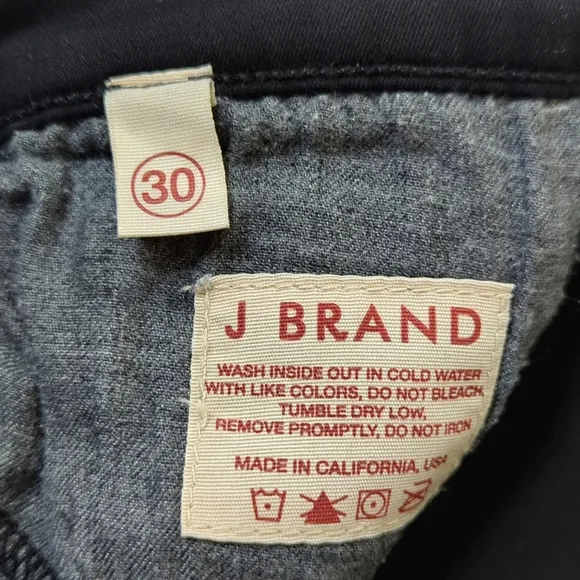 30
J BRAND
WASH INSIDE OUT IN COLD WATER
WITH LIKE COLORS, DO NOT BLEACH,
TUMBLE DRY LOW,
REMOVE PROMPTLY, DO NOT IRON
MADE IN CALIFORNIA, USA